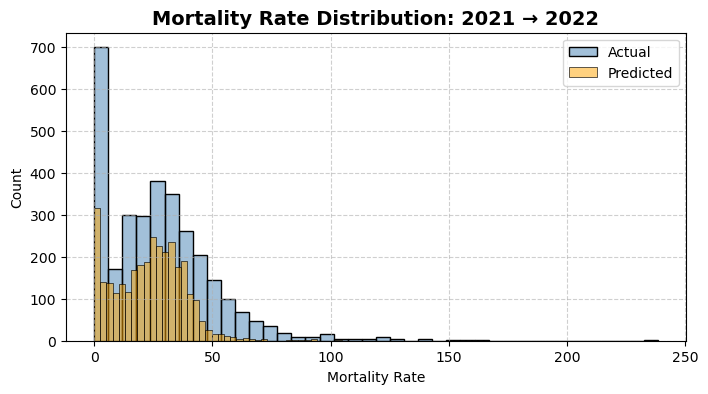 Mortality Rate Distribution: 2021 → 2022
Actual
Predicted
700
600
500
400
300
200
100
0
Count
0 50 100 150 200 250
Mortality Rate